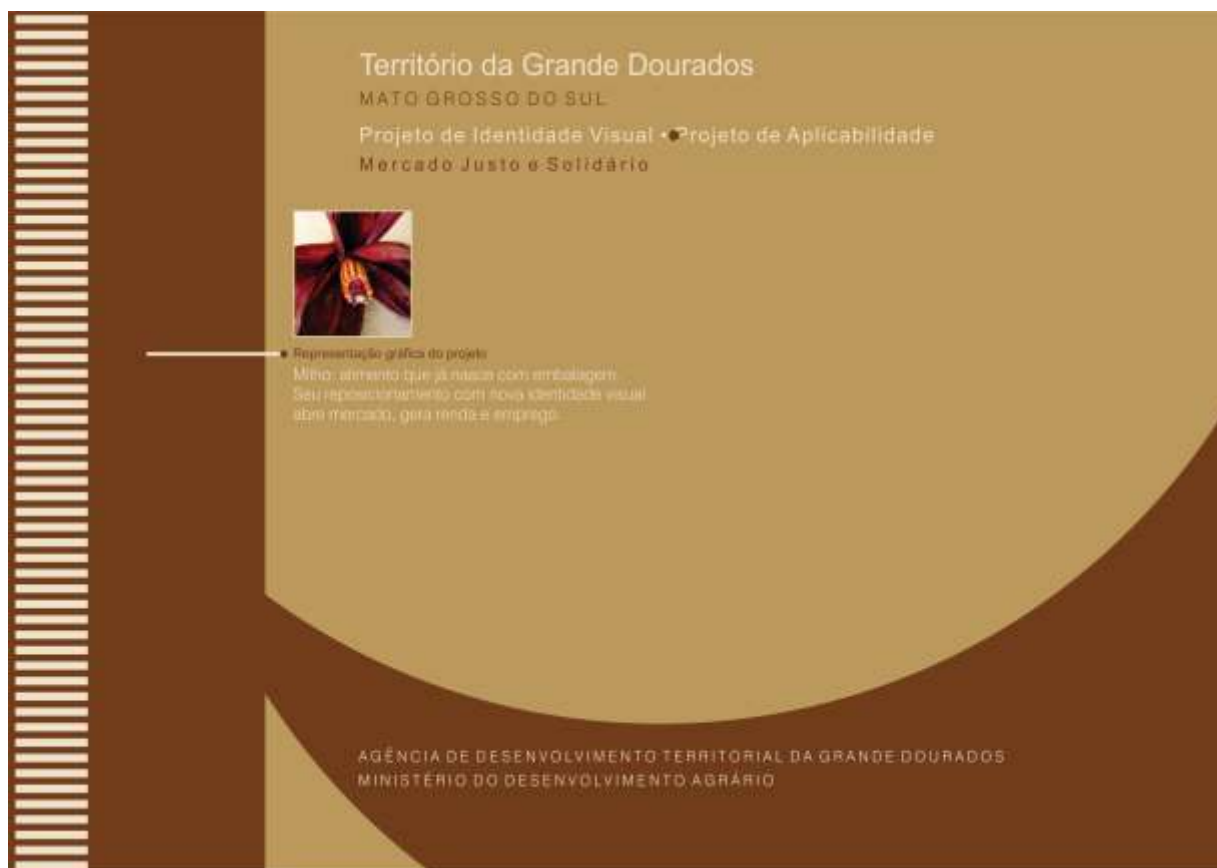 Território da Grande Dourados
MATO GROSSO DO SUL
Projeto de Identidade Visual • Projeto de Aplicabilidade
Mercado Justo e Solidário
Representação gráfica do projeto
Milho: alimento que já nasce com embalagem.
Seu reposicionamento com nova identidade visual
abre mercado, gera renda e emprego.
AGÊNCIA DE DESENVOLVIMENTO TERRITORIAL DA GRANDE DOURADOS
MINISTÉRIO DO DESENVOLVIMENTO AGRÁRIO